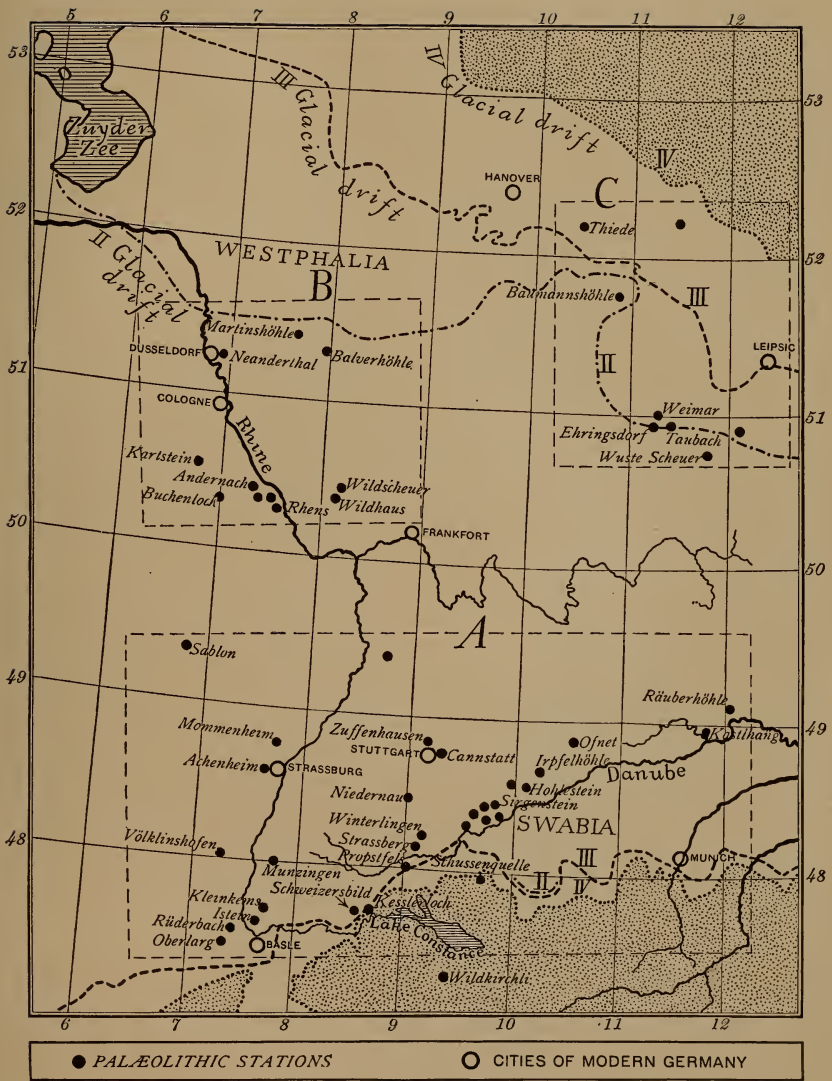 5 6 7 8 9 10 11 12
53
Zuyder
Zee
III Glacial
drift
IV Glacial drift
IV
53
HANOVER
C
Thiede
52
52
II Glacial
drift
WESTPHALIA
B
Baumannshöhle
III
II
Martinshöhle
DUSSELDORF
Neanderthal
Balverhöhle
LEIPSIC
51
51
COLOGNE
Rhine
Weimar
Ehringsdorf
Taubach
Wuste Scheuer
Kartstein
Andernach
Buchenlock
Rhens
Wildscheuer
Wildhaus
50
FRANKFORT
50
A
Sablon
49
Räuberhöhle
49
Kastlhang
Mommenheim
Zuffenhausen
STUTTGART
Cannstatt
Ofnet
Irpfelhöhle
Achenheim
STRASSBURG
Danube
Niedernau
Hohlestein
Sirgenstein
Winterlingen
Strassberg
Propstfels
SWABIA
48
Völklinshofen
Munzingen
Schussenquelle
III
II
IV
MUNICH
48
Schweizersbild
Kesslerloch
Kleinkems
Istein
Rüderbach
Oberlarg
BASLE
Lake Constance
Wildkirchli
6 7 8 9 10 11 12
PALÆOLITHIC STATIONS
CITIES OF MODERN GERMANY